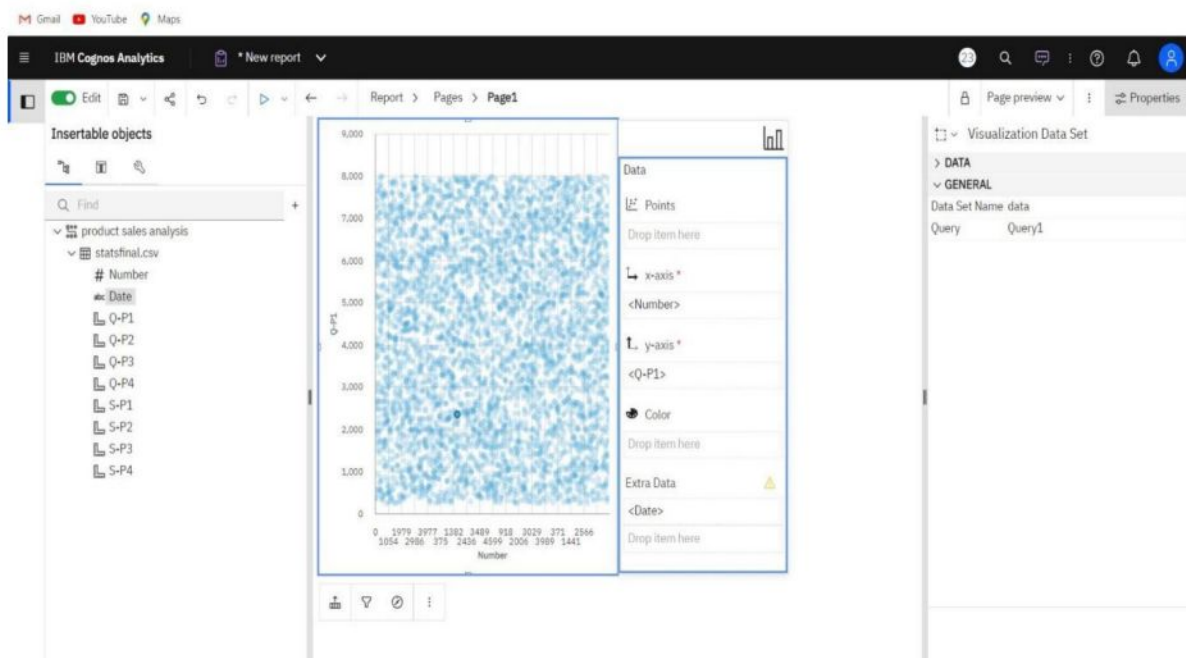 Gmail YouTube Maps
IBM Cognos Analytics * New report 23
Edit Report > Pages > Page1 Page preview Properties
Insertable objects
Find
product sales analysis
statsfinal.csv
# Number
abc Date
Q-P1
Q-P2
Q-P3
Q-P4
S-P1
S-P2
S-P3
S-P4
9,000
8,000
7,000
6,000
5,000
4,000
3,000
2,000
1,000
0
Q-P1
0 1979 3977 1382 3489 918 3029 371 2566
1054 2986 375 2436 4599 2006 3989 1441
Number
Data
Points
Drop item here
x-axis *
<Number>
y-axis *
<Q-P1>
Color
Drop item here
Extra Data
<Date>
Drop item here
Visualization Data Set
> DATA
GENERAL
Data Set Name data
Query Query1